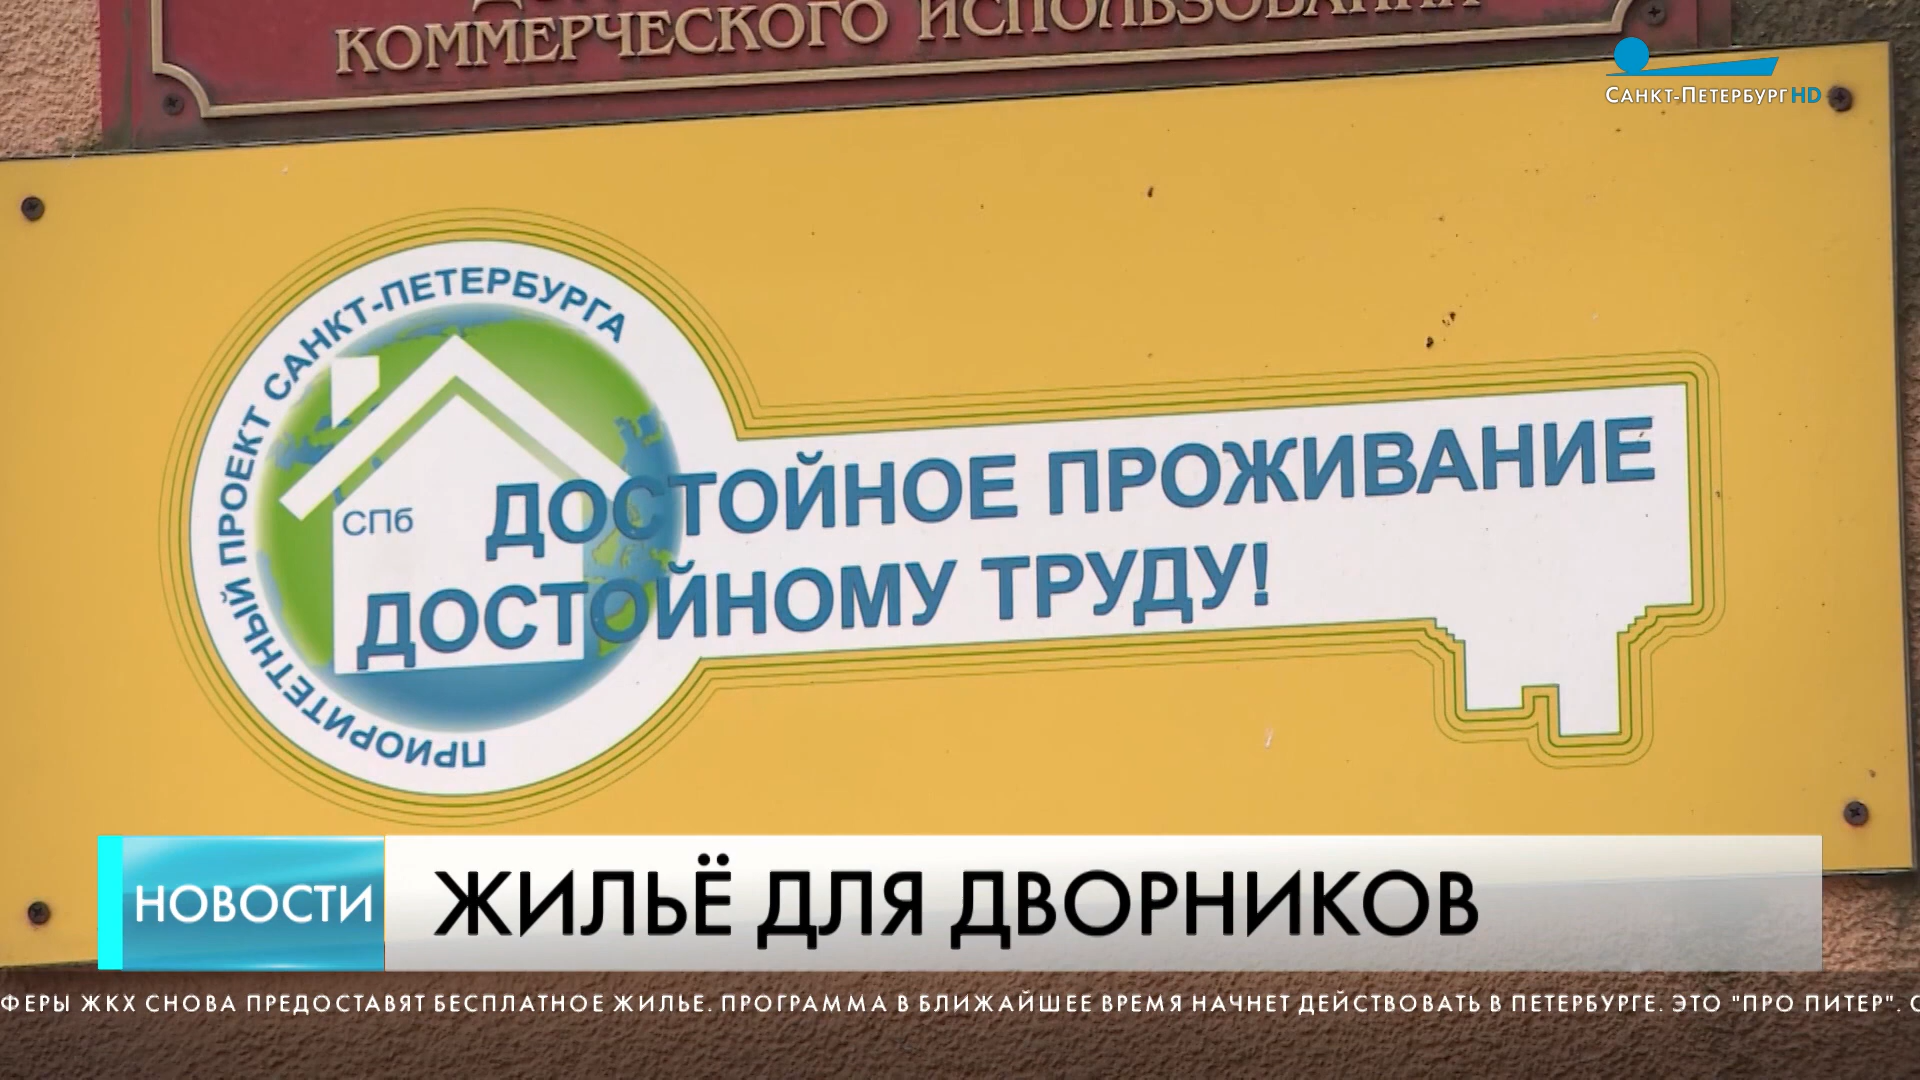 КОММЕРЧЕСКОГО ИСПОЛЬЗОВАНИЯ
САНКТ-ПЕТЕРБУРГ HD
ПРИОРИТЕТНЫЙ ПРОЕКТ САНКТ-ПЕТЕРБУРГА
СПб
ДОСТОЙНОЕ ПРОЖИВАНИЕ
ДОСТОЙНОМУ ТРУДУ!
НОВОСТИ
ЖИЛЬЁ ДЛЯ ДВОРНИКОВ
ФЕРЫ ЖКХ СНОВА ПРЕДОСТАВЯТ БЕСПЛАТНОЕ ЖИЛЬЕ. ПРОГРАММА В БЛИЖАЙШЕЕ ВРЕМЯ НАЧНЕТ ДЕЙСТВОВАТЬ В ПЕТЕРБУРГЕ. ЭТО "ПРО ПИТЕР". С